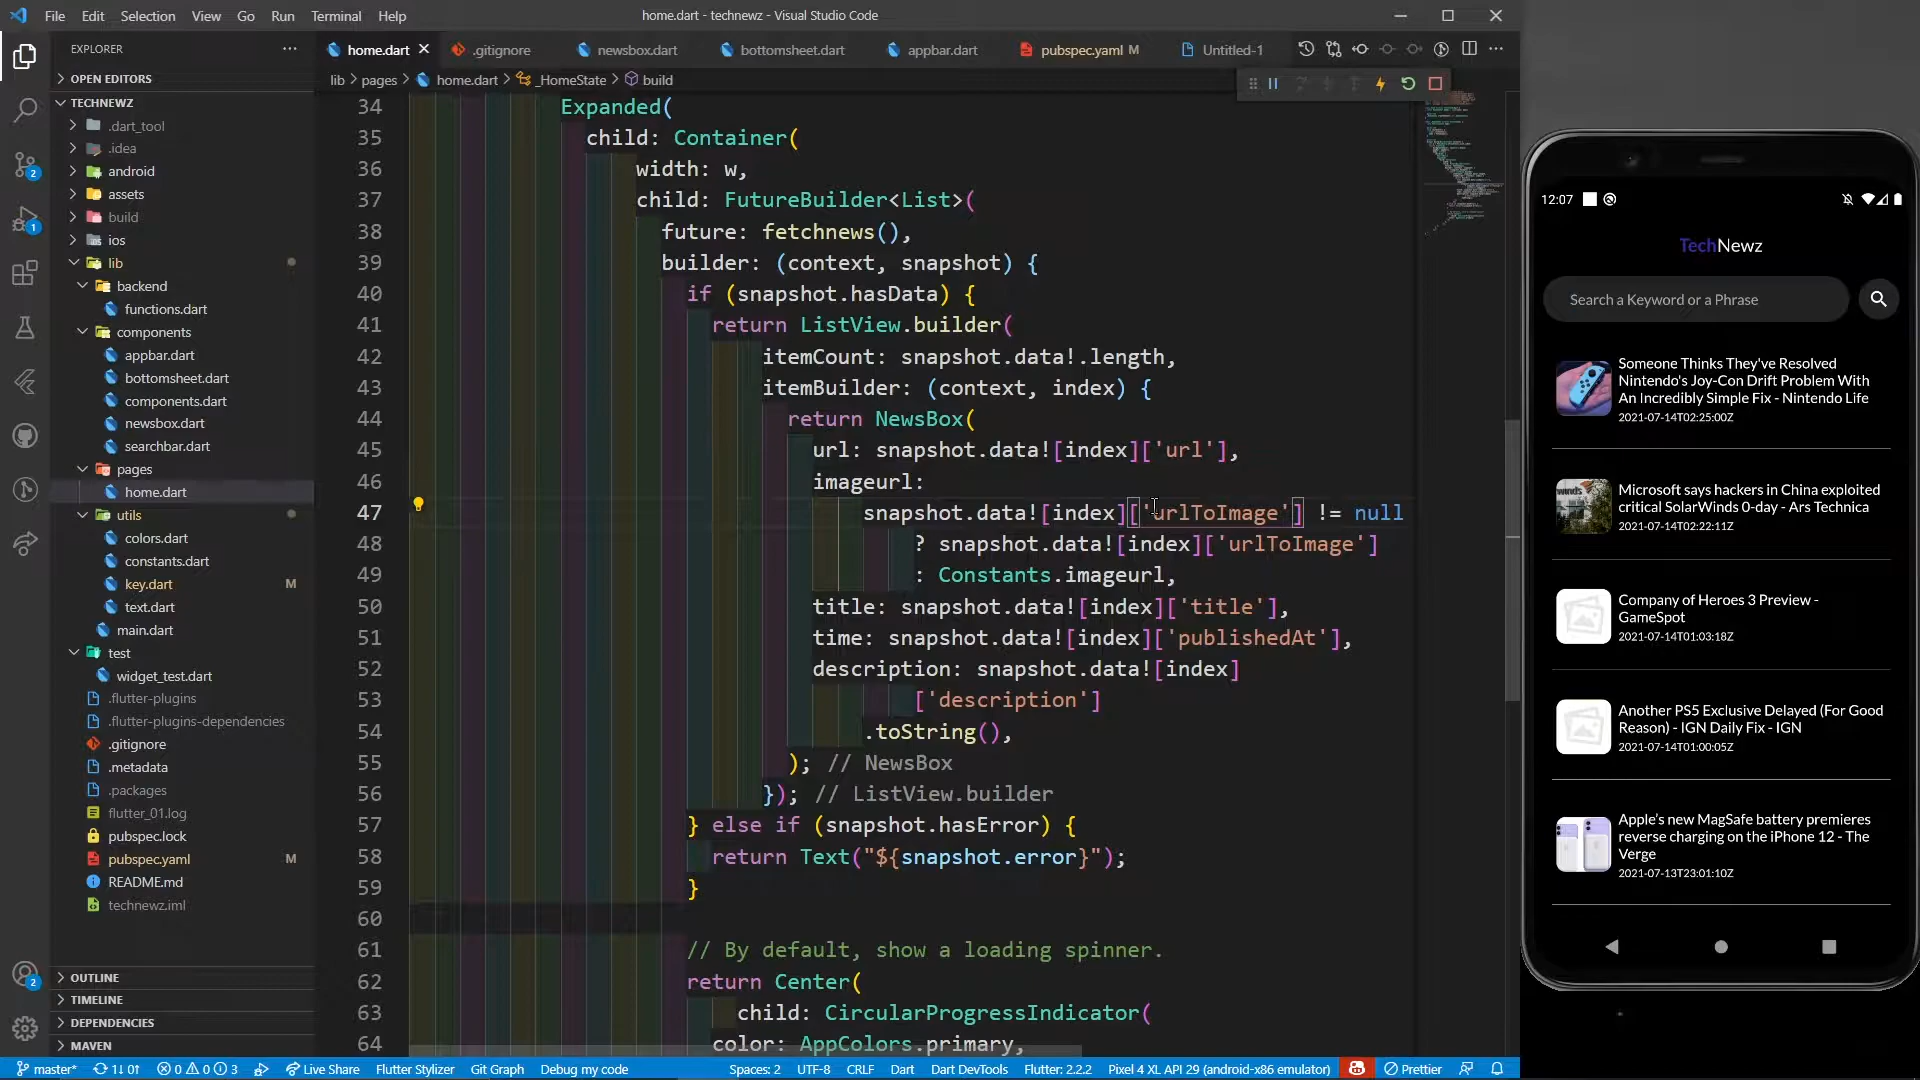 File Edit Selection View Go Run Terminal Help
home.dart - technewz - Visual Studio Code
EXPLORER
OPEN EDITORS
TECHNEWZ
.dart_tool
.idea
android
assets
build
ios
lib
backend
functions.dart
components
appbar.dart
bottomsheet.dart
components.dart
newsbox.dart
searchbar.dart
pages
home.dart
utils
colors.dart
constants.dart
key.dart M
text.dart
main.dart
test
widget_test.dart
.flutter-plugins
.flutter-plugins-dependencies
.gitignore
.metadata
.packages
flutter_01.log
pubspec.lock
pubspec.yaml M
README.md
technewz.iml
OUTLINE
TIMELINE
DEPENDENCIES
MAVEN
2
1
2
home.dart .gitignore newsbox.dart bottomsheet.dart appbar.dart pubspec.yaml M Untitled-1
lib > pages > home.dart > _HomeState > build
34 Expanded(
35 child: Container(
36 width: w,
37 child: FutureBuilder<List>(
38 future: fetchnews(),
39 builder: (context, snapshot) {
40 if (snapshot.hasData) {
41 return ListView.builder(
42 itemCount: snapshot.data!.length,
43 itemBuilder: (context, index) {
44 return NewsBox(
45 url: snapshot.data![index]['url'],
46 imageurl:
47 snapshot.data![index]['urlToImage'] != null
48 ? snapshot.data![index]['urlToImage']
49 : Constants.imageurl,
50 title: snapshot.data![index]['title'],
51 time: snapshot.data![index]['publishedAt'],
52 description: snapshot.data![index]
53 ['description']
54 .toString(),
55 ); // NewsBox
56 }); // ListView.builder
57 } else if (snapshot.hasError) {
58 return Text("${snapshot.error}");
59 }
60
61 // By default, show a loading spinner.
62 return Center(
63 child: CircularProgressIndicator(
64 color: AppColors.primary,
master* 1↓ 0↑ 0 0 3 Live Share Flutter Stylizer Git Graph Debug my code Spaces: 2 UTF-8 CRLF Dart Dart DevTools Flutter: 2.2.2 Pixel 4 XL API 29 (android-x86 emulator) Prettier
12:07
TechNewz
Search a Keyword or a Phrase
Someone Thinks They've Resolved
Nintendo's Joy-Con Drift Problem With
An Incredibly Simple Fix - Nintendo Life
2021-07-14T02:25:00Z
Microsoft says hackers in China exploited
critical SolarWinds 0-day - Ars Technica
2021-07-14T02:22:11Z
Company of Heroes 3 Preview -
GameSpot
2021-07-14T01:03:18Z
Another PS5 Exclusive Delayed (For Good
Reason) - IGN Daily Fix - IGN
2021-07-14T01:00:05Z
Apple's new MagSafe battery premieres
reverse charging on the iPhone 12 - The
Verge
2021-07-13T23:01:10Z